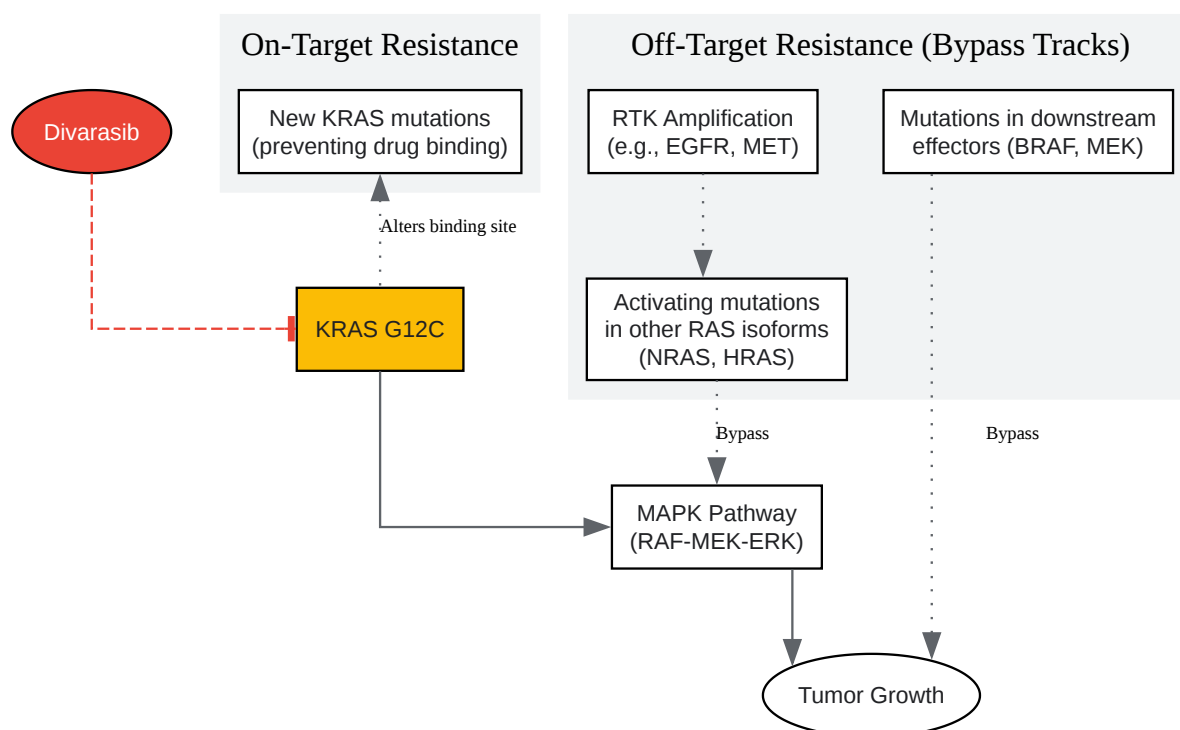 On-Target Resistance
Off-Target Resistance (Bypass Tracks)
Divarasib
New KRAS mutations
(preventing drug binding)
RTK Amplification
(e.g., EGFR, MET)
Mutations in downstream
effectors (BRAF, MEK)
Alters binding site
KRAS G12C
Activating mutations
in other RAS isoforms
(NRAS, HRAS)
Bypass
Bypass
MAPK Pathway
(RAF-MEK-ERK)
Tumor Growth